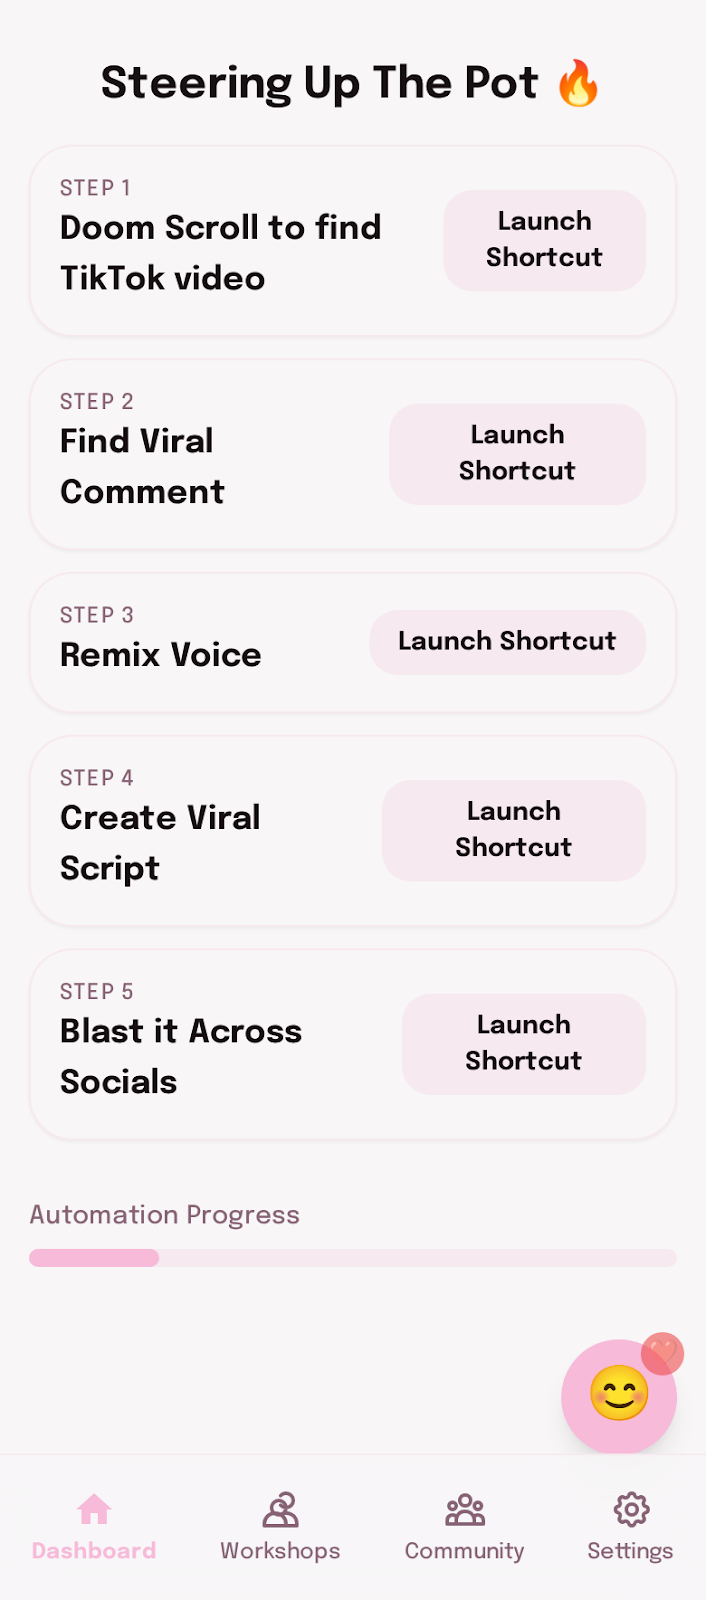 Steering Up The Pot 🔥
STEP 1
Doom Scroll to find
TikTok video
Launch
Shortcut
STEP 2
Find Viral
Comment
Launch
Shortcut
STEP 3
Remix Voice
Launch Shortcut
STEP 4
Create Viral
Script
Launch
Shortcut
STEP 5
Blast it Across
Socials
Launch
Shortcut
Automation Progress
Dashboard
Workshops
Community
Settings